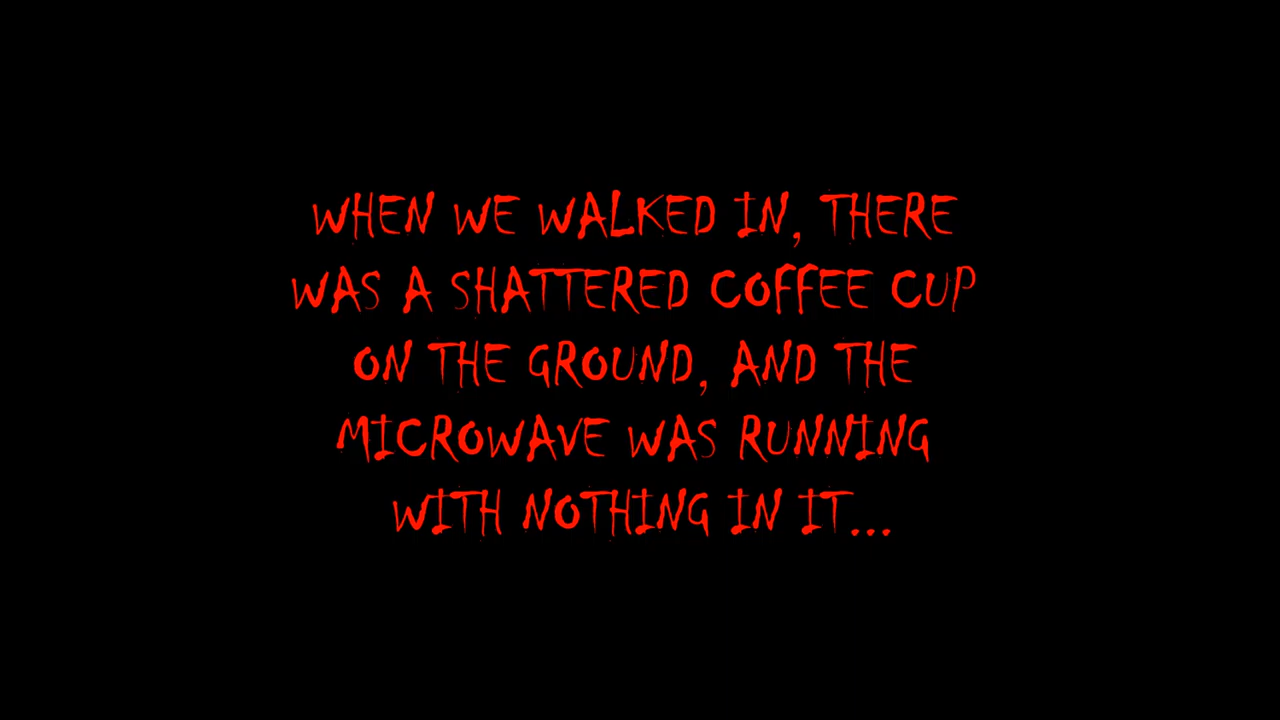 WHEN WE WALKED IN, THERE
WAS A SHATTERED COFFEE CUP
ON THE GROUND, AND THE
MICROWAVE WAS RUNNING
WITH NOTHING IN IT...